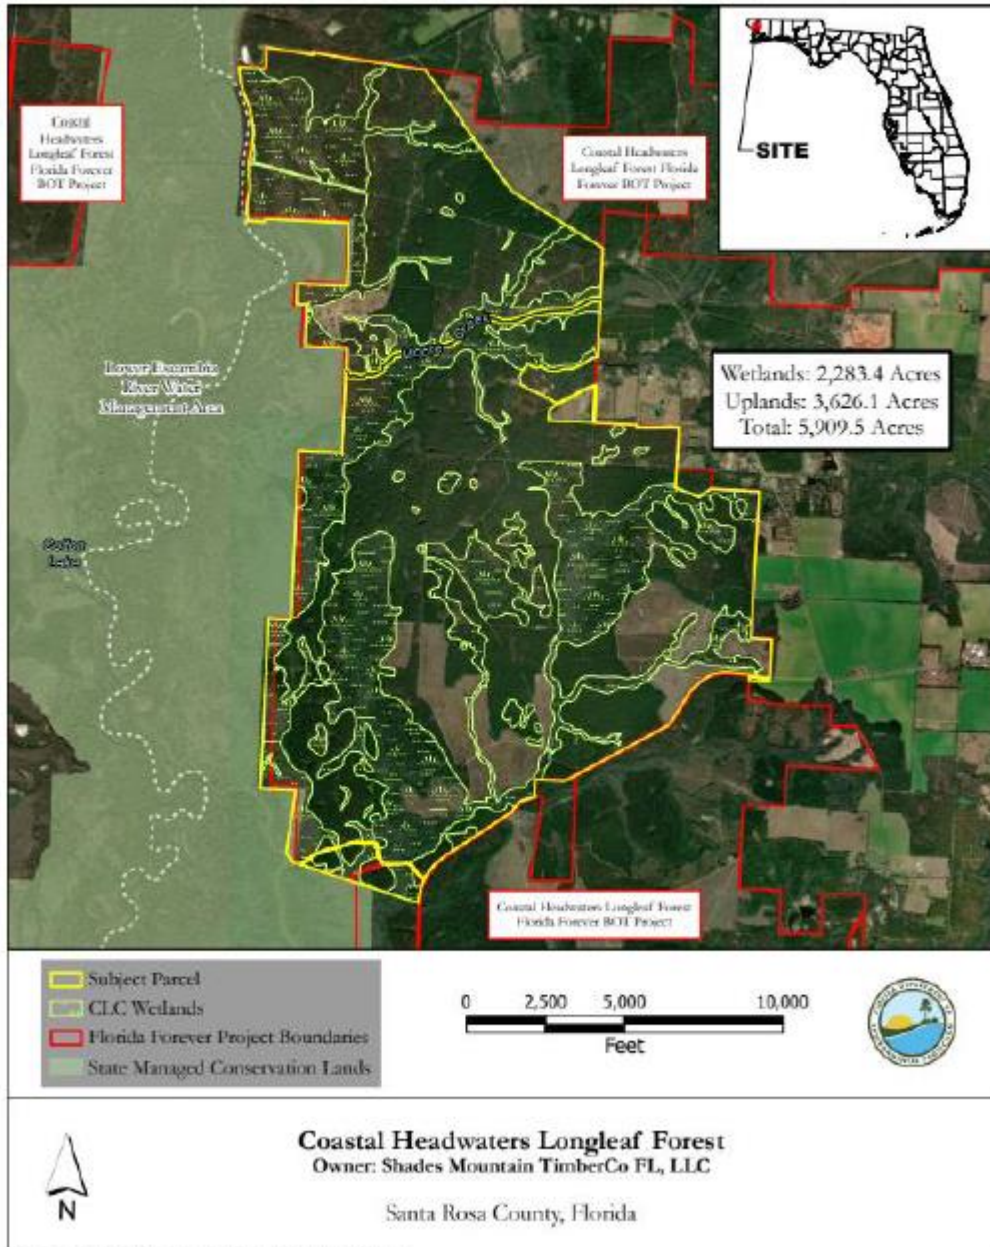 Coastal
Headwaters
Longleaf Forest
Florida Forever
BOT Project
Coastal Headwaters
Longleaf Forest Florida
Forever BOT Project
SITE
Lower Escambia
River Water
Management Area
Moore Creek
Wetlands: 2,283.4 Acres
Uplands: 3,626.1 Acres
Total: 5,909.5 Acres
Cotton
Lake
Coastal Headwaters Longleaf Forest
Florida Forever BOT Project
Subject Parcel
CLC Wetlands
Florida Forever Project Boundaries
State Managed Conservation Lands
0 2,500 5,000 10,000
Feet
N
Coastal Headwaters Longleaf Forest
Owner: Shades Mountain TimberCo FL, LLC
Santa Rosa County, Florida